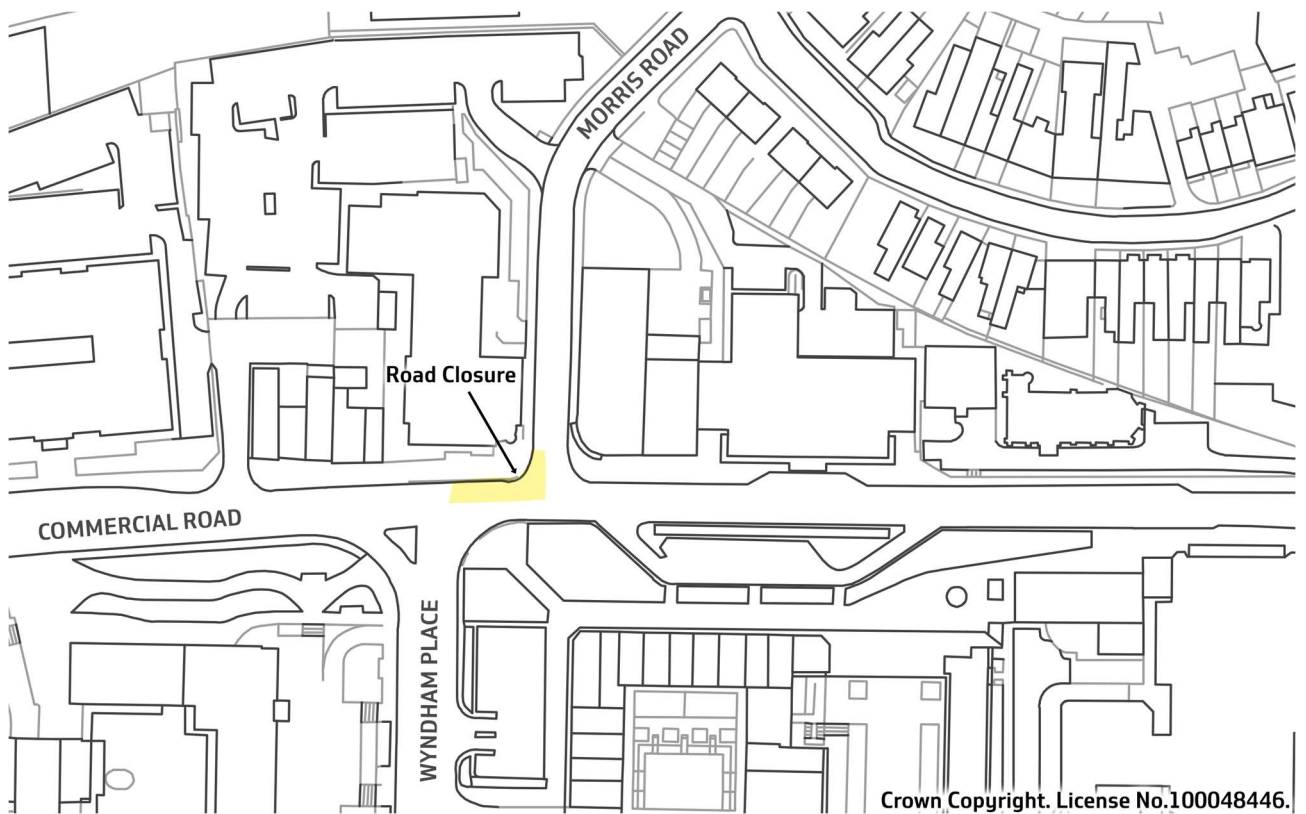 MORRIS ROAD
Road Closure
COMMERCIAL ROAD
WYNDHAM PLACE
Crown Copyright. License No.100048446.